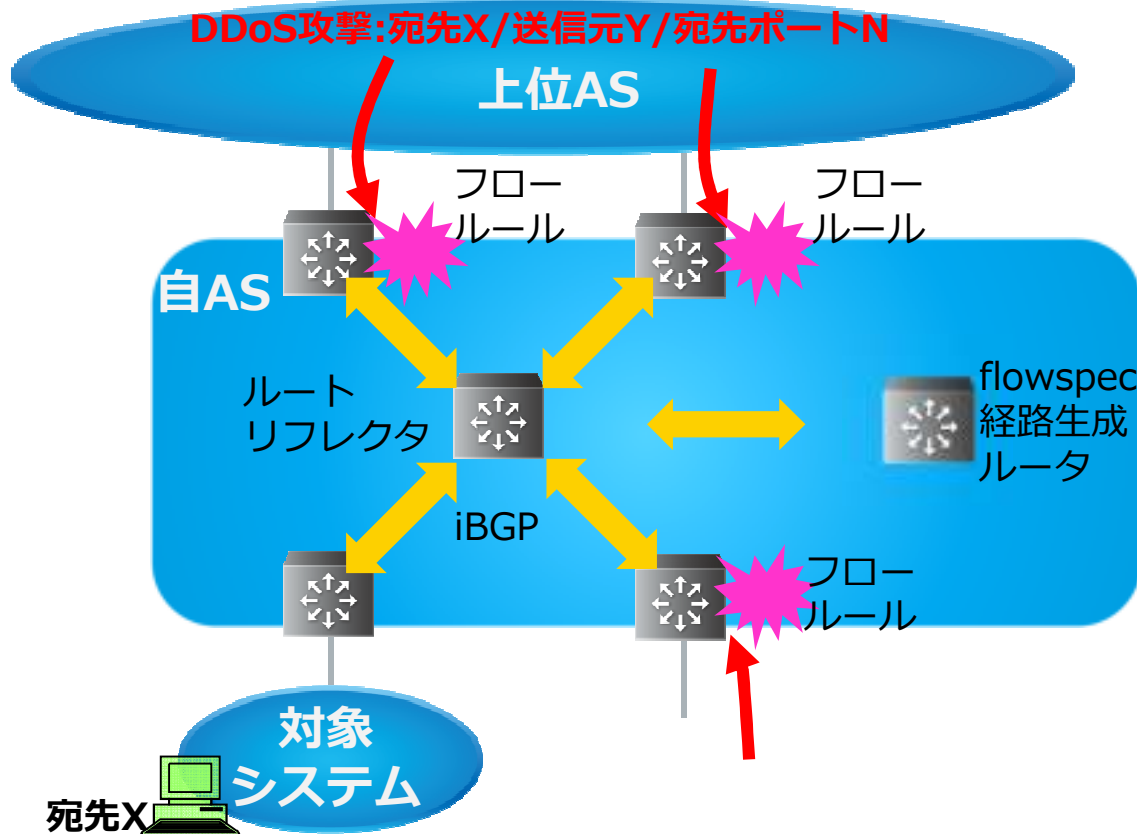 DDoS攻撃:宛先X/送信元Y/宛先ポートN
上位AS
フロー
ルール
フロー
ルール
自AS
ルート
リフレクタ
flowspec
経路生成
ルータ
iBGP
フロー
ルール
対象
システム
宛先X